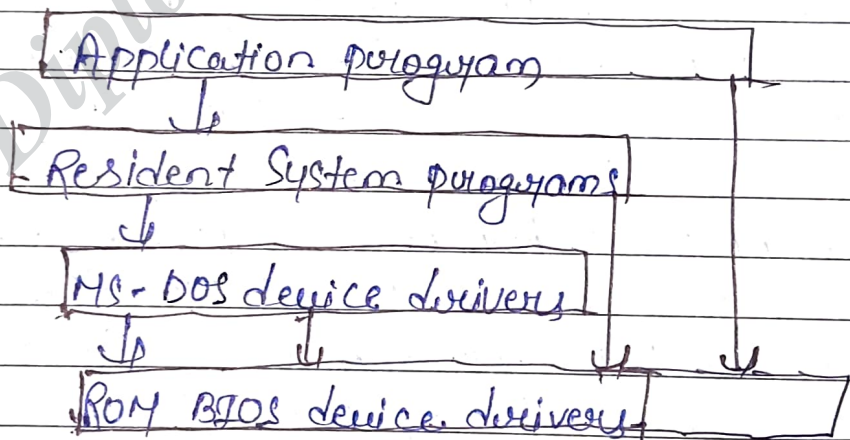 Application program
Resident System programs
MS-DOS device drivers
ROM BIOS device drivers